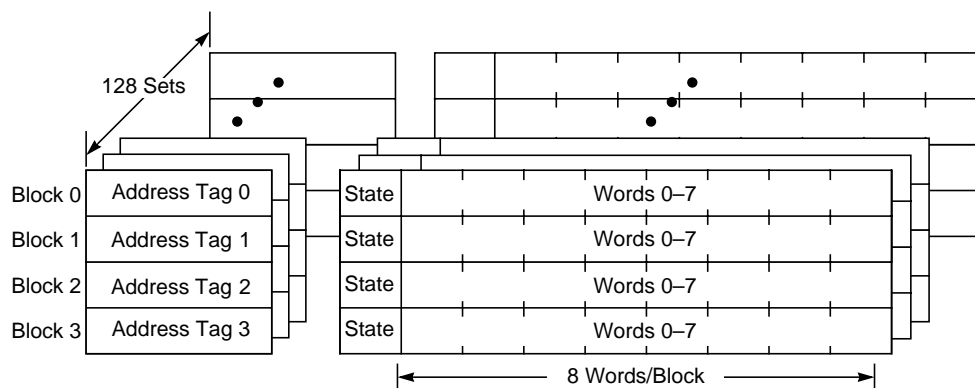 128 Sets
Block 0 Address Tag 0 State Words 0–7
Block 1 Address Tag 1 State Words 0–7
Block 2 Address Tag 2 State Words 0–7
Block 3 Address Tag 3 State Words 0–7
8 Words/Block